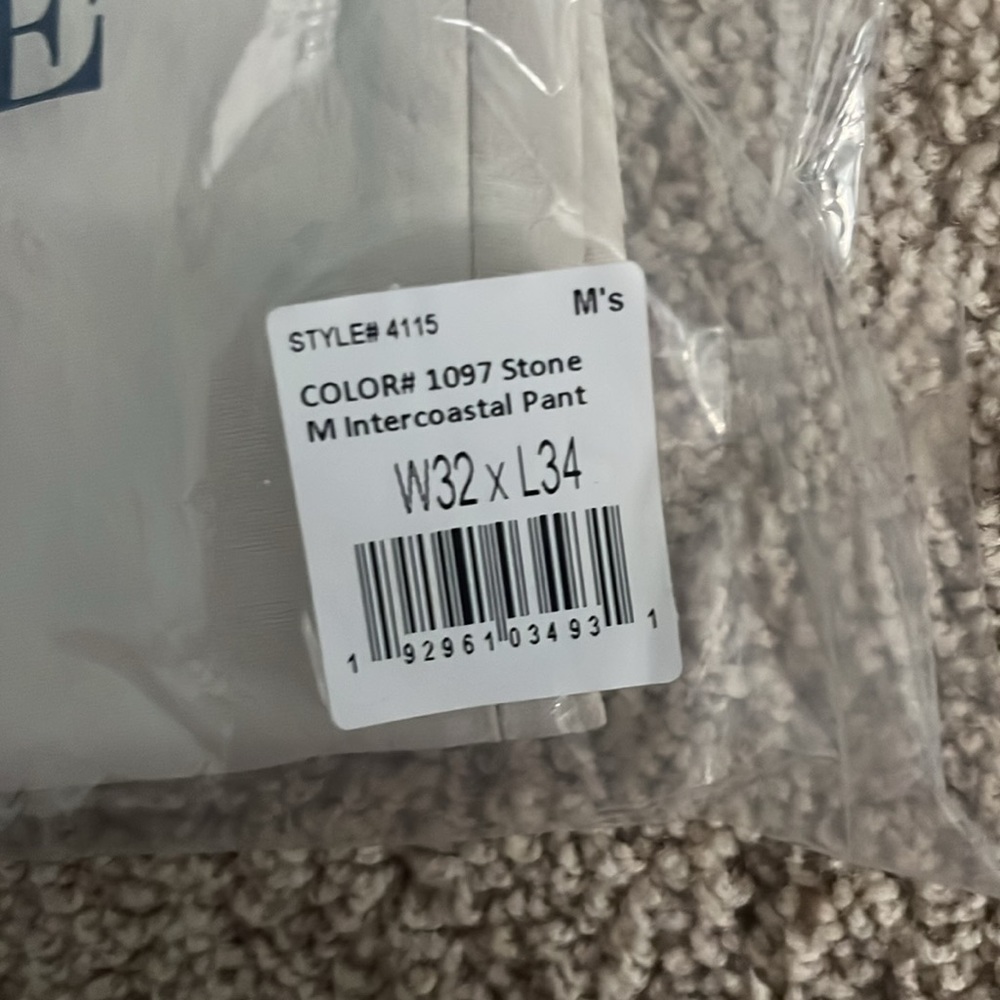 E
STYLE# 4115 M's
COLOR# 1097 Stone
M Intercoastal Pant
W32 x L34
1 92961 03493 1